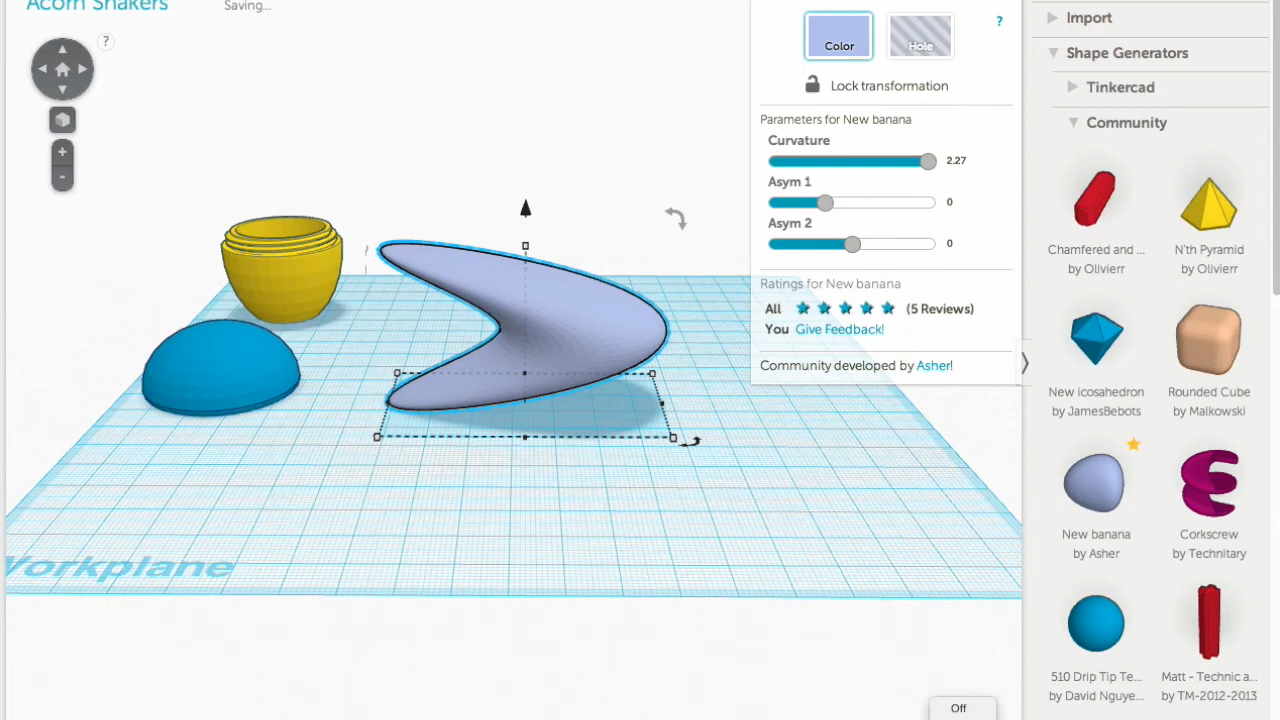 Acorn Shakers
Saving...
?
+
-
Color
Hole
?
Lock transformation
Parameters for New banana
Curvature
2.27
Asym 1
0
Asym 2
0
Ratings for New banana
All (5 Reviews)
You Give Feedback!
Community developed by Asher!
Import
Shape Generators
Tinkercad
Community
Chamfered and ...
by Olivierr
N'th Pyramid
by Olivierr
New icosahedron
by JamesBebots
Rounded Cube
by Malkowski
New banana
by Asher
Corkscrew
by Technitary
510 Drip Tip Te...
by David Nguye...
Matt - Technic a...
by TM-2012-2013
Workplane
Off